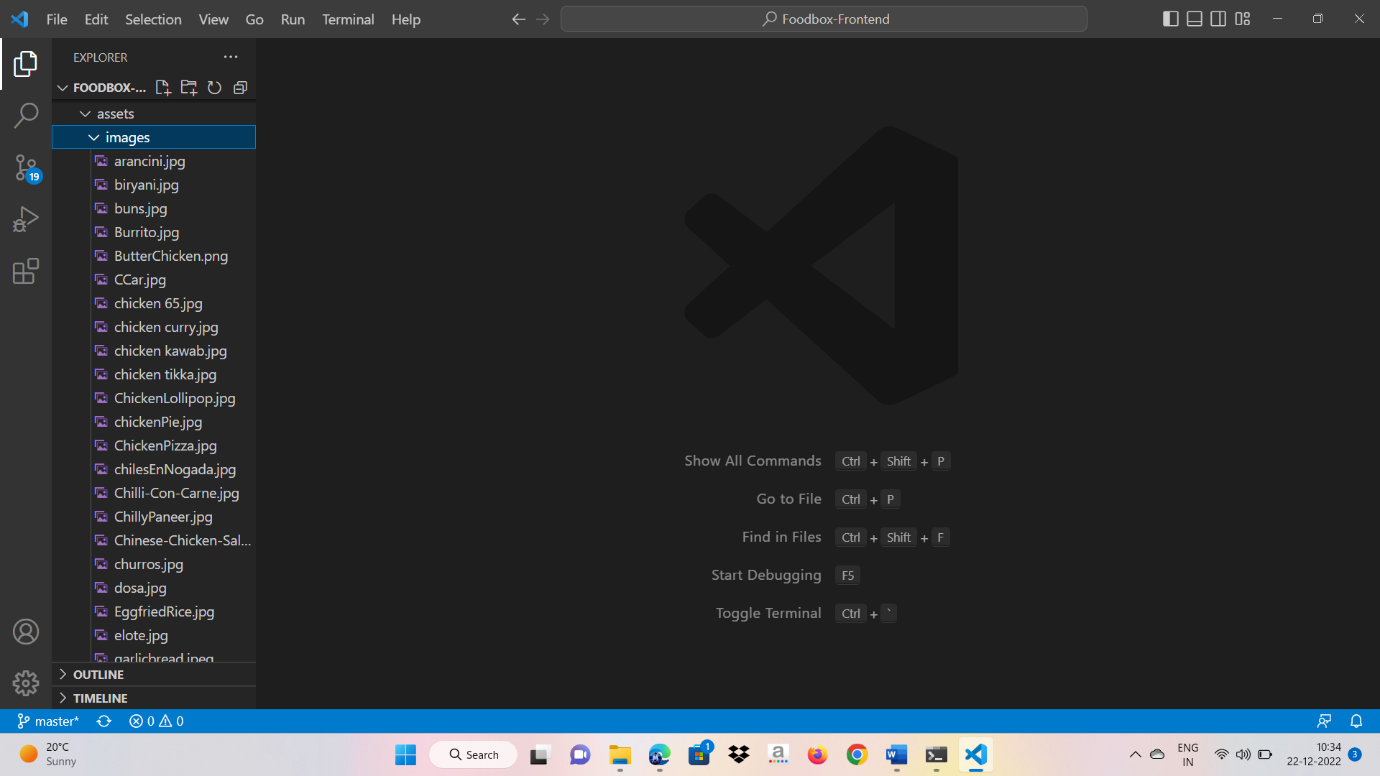 File Edit Selection View Go Run Terminal Help
Foodbox-Frontend
EXPLORER
FOODBOX-...
assets
images
arancini.jpg
biryani.jpg
buns.jpg
Burrito.jpg
ButterChicken.png
CCar.jpg
chicken 65.jpg
chicken curry.jpg
chicken kawab.jpg
chicken tikka.jpg
ChickenLollipop.jpg
chickenPie.jpg
ChickenPizza.jpg
chilesEnNogada.jpg
Chilli-Con-Carne.jpg
ChillyPaneer.jpg
Chinese-Chicken-Sal...
churros.jpg
dosa.jpg
EggfriedRice.jpg
elote.jpg
garlicbread.jpeg
OUTLINE
TIMELINE
19
Show All Commands Ctrl + Shift + P
Go to File Ctrl + P
Find in Files Ctrl + Shift + F
Start Debugging F5
Toggle Terminal Ctrl + `
master* 0 0
20°C
Sunny
Search
1
a
ENG
IN
10:34
22-12-2022
3